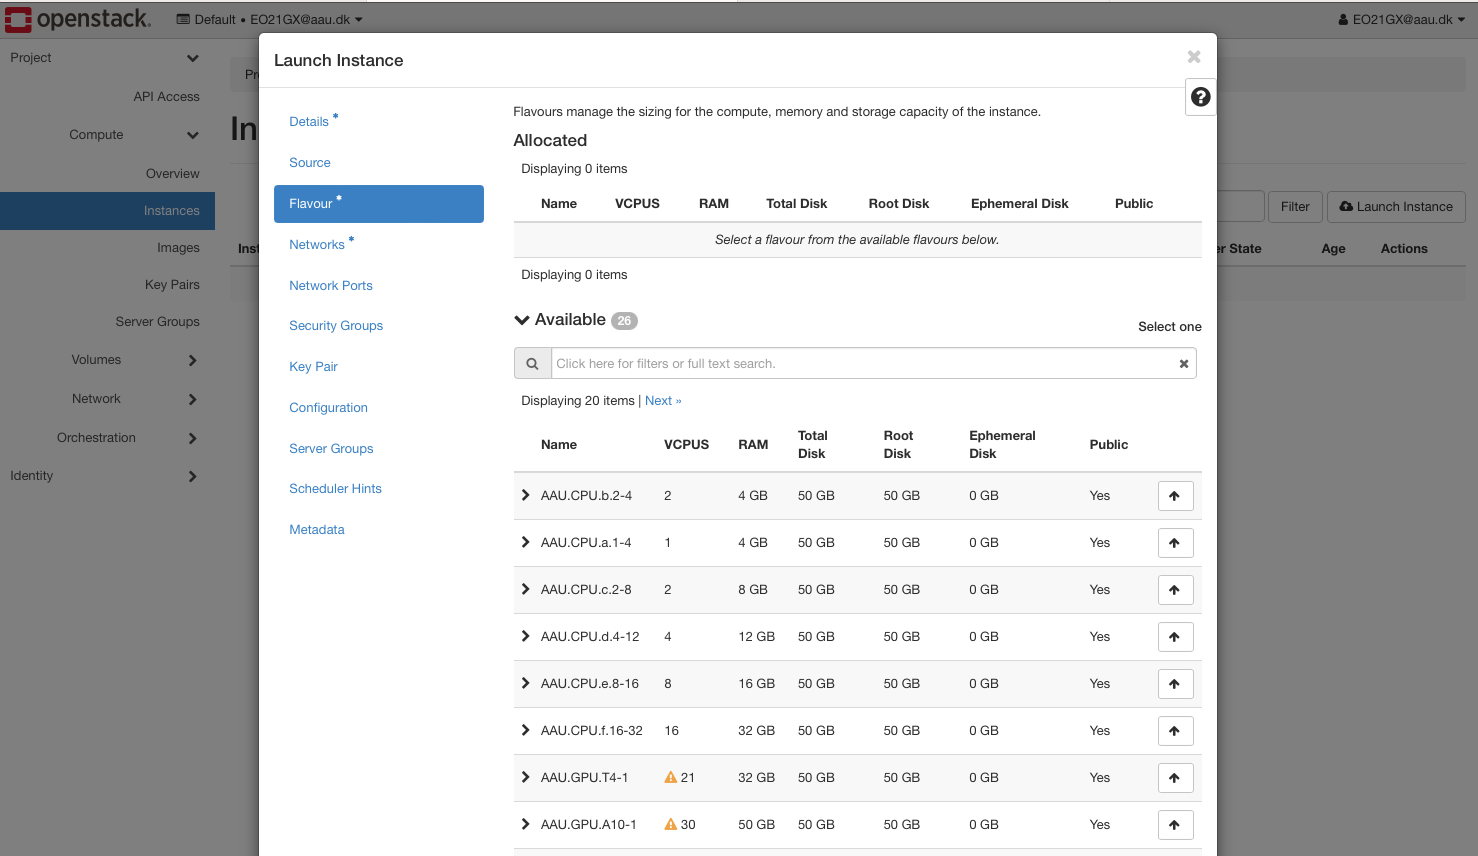 openstack.
Default • EO21GX@aau.dk
EO21GX@aau.dk
Project
API Access
Compute
Overview
Instances
Images
Key Pairs
Server Groups
Volumes
Network
Orchestration
Identity
Filter
Launch Instance
Age
Actions
Launch Instance
Details *
Source
Flavour *
Networks *
Network Ports
Security Groups
Key Pair
Configuration
Server Groups
Scheduler Hints
Metadata
Flavours manage the sizing for the compute, memory and storage capacity of the instance.
Allocated
Displaying 0 items
Name VCPUS RAM Total Disk Root Disk Ephemeral Disk Public
Select a flavour from the available flavours below.
Displaying 0 items
Available 26
Select one
Click here for filters or full text search.
Displaying 20 items | Next »
Name VCPUS RAM Total Disk Root Disk Ephemeral Disk Public
AAU.CPU.b.2-4 2 4 GB 50 GB 50 GB 0 GB Yes
AAU.CPU.a.1-4 1 4 GB 50 GB 50 GB 0 GB Yes
AAU.CPU.c.2-8 2 8 GB 50 GB 50 GB 0 GB Yes
AAU.CPU.d.4-12 4 12 GB 50 GB 50 GB 0 GB Yes
AAU.CPU.e.8-16 8 16 GB 50 GB 50 GB 0 GB Yes
AAU.CPU.f.16-32 16 32 GB 50 GB 50 GB 0 GB Yes
AAU.GPU.T4-1 21 32 GB 50 GB 50 GB 0 GB Yes
AAU.GPU.A10-1 30 50 GB 50 GB 50 GB 0 GB Yes